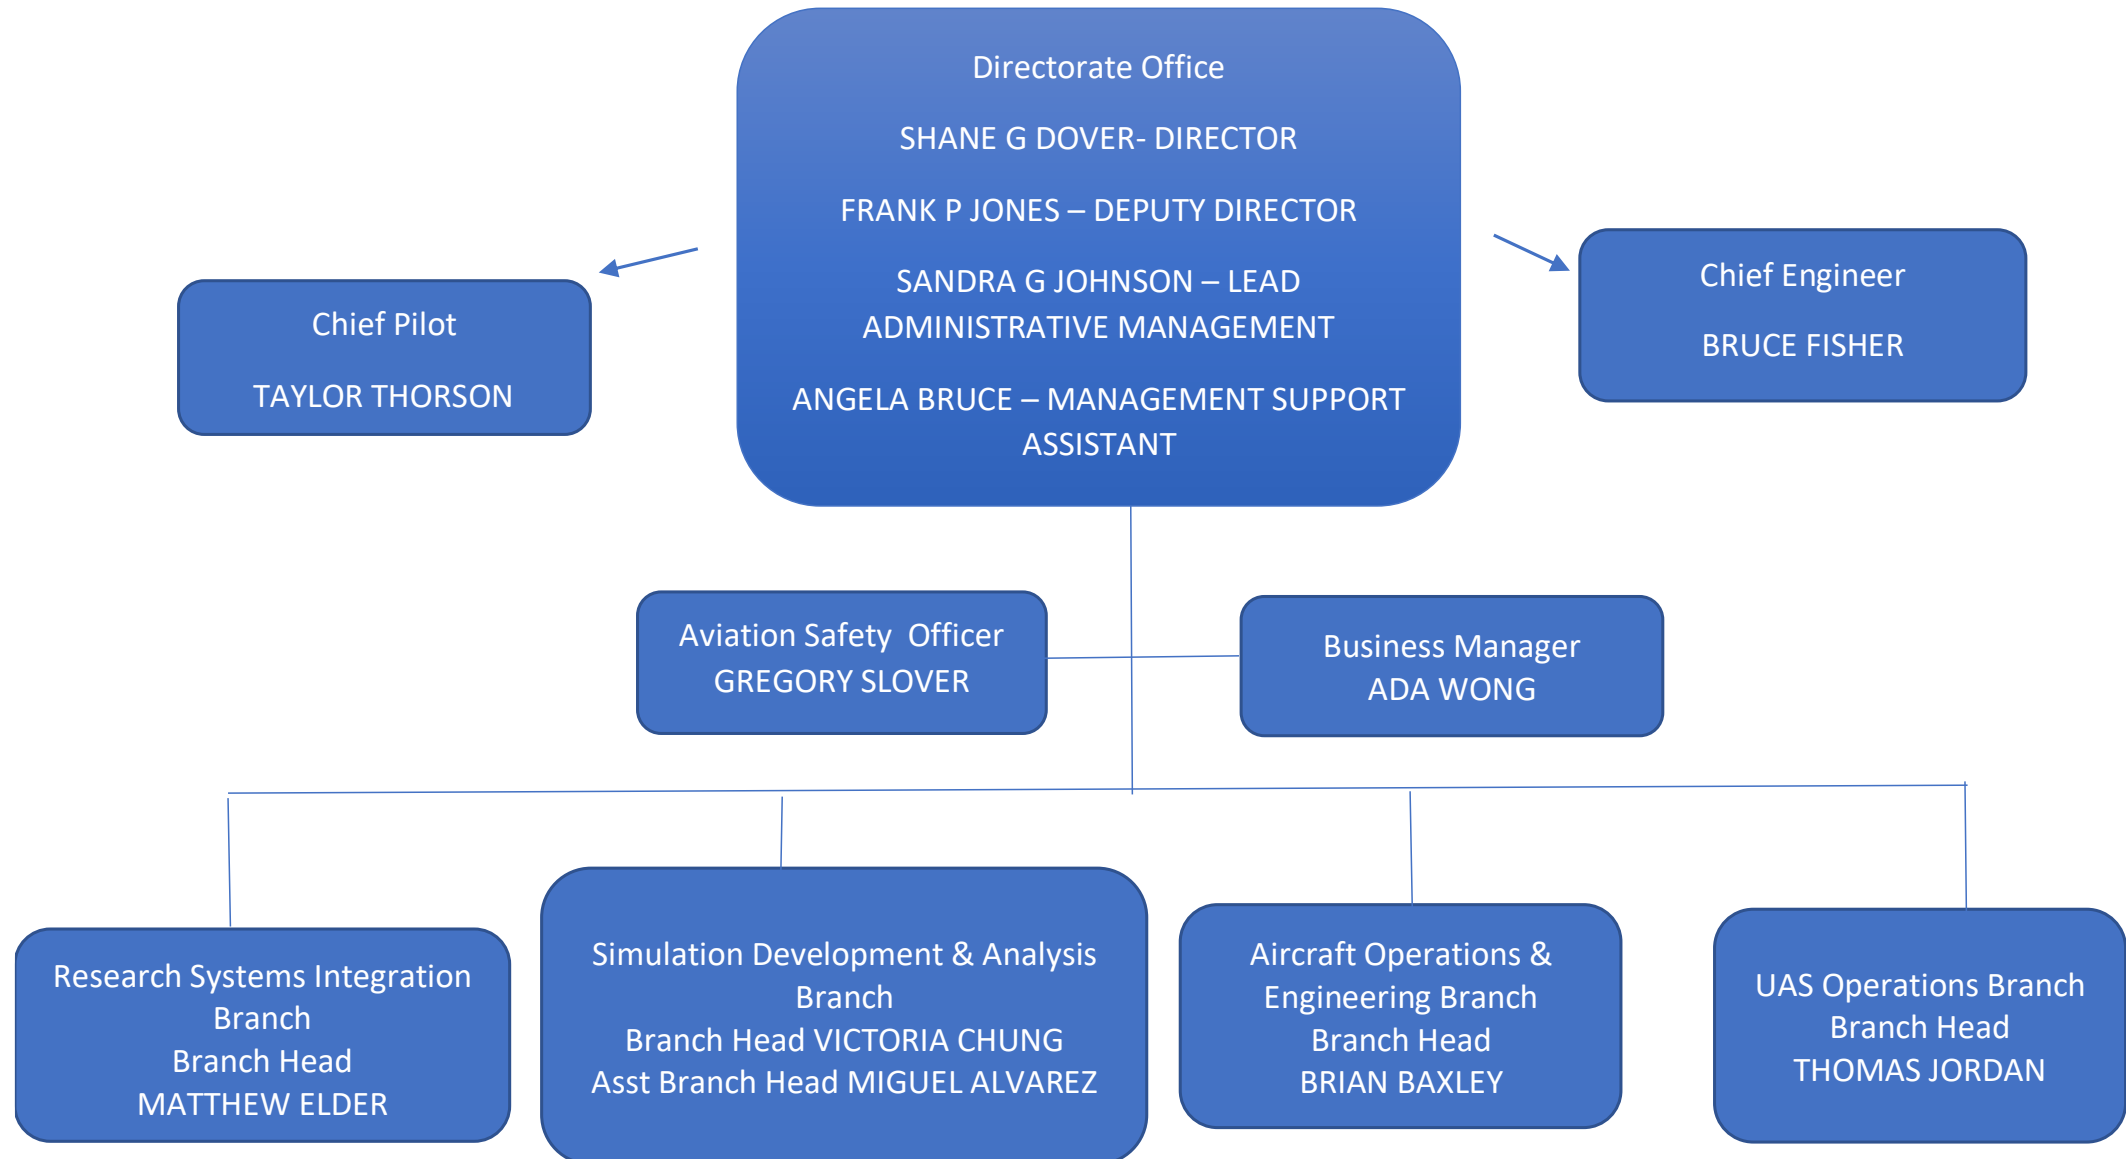 Directorate Office
SHANE G DOVER- DIRECTOR
FRANK P JONES – DEPUTY DIRECTOR
SANDRA G JOHNSON – LEAD
ADMINISTRATIVE MANAGEMENT
ANGELA BRUCE – MANAGEMENT SUPPORT
ASSISTANT
Chief Pilot
TAYLOR THORSON
Chief Engineer
BRUCE FISHER
Aviation Safety  Officer
GREGORY SLOVER
Business Manager
ADA WONG
Research Systems Integration
Branch
Branch Head
MATTHEW ELDER
Simulation Development & Analysis
Branch
Branch Head VICTORIA CHUNG
Asst Branch Head MIGUEL ALVAREZ
Aircraft Operations &
Engineering Branch
Branch Head
BRIAN BAXLEY
UAS Operations Branch
Branch Head
THOMAS JORDAN